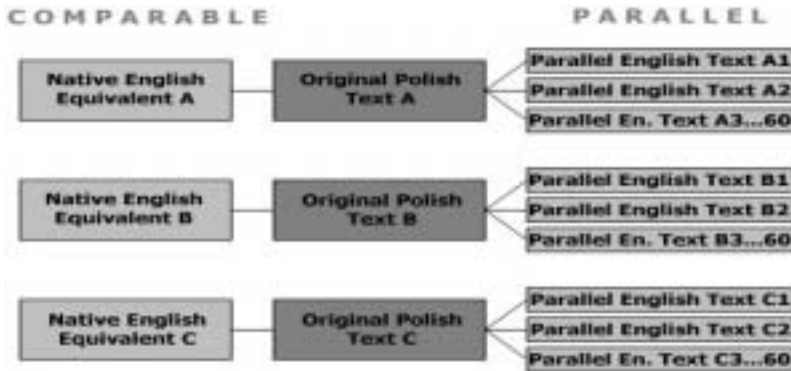 COMPARABLE
PARALLEL
Native English
Equivalent A
Original Polish
Text A
Parallel English Text A1
Parallel English Text A2
Parallel En. Text A3...60
Native English
Equivalent B
Original Polish
Text B
Parallel English Text B1
Parallel English Text B2
Parallel En. Text B3...60
Native English
Equivalent C
Original Polish
Text C
Parallel English Text C1
Parallel English Text C2
Parallel En. Text C3...60